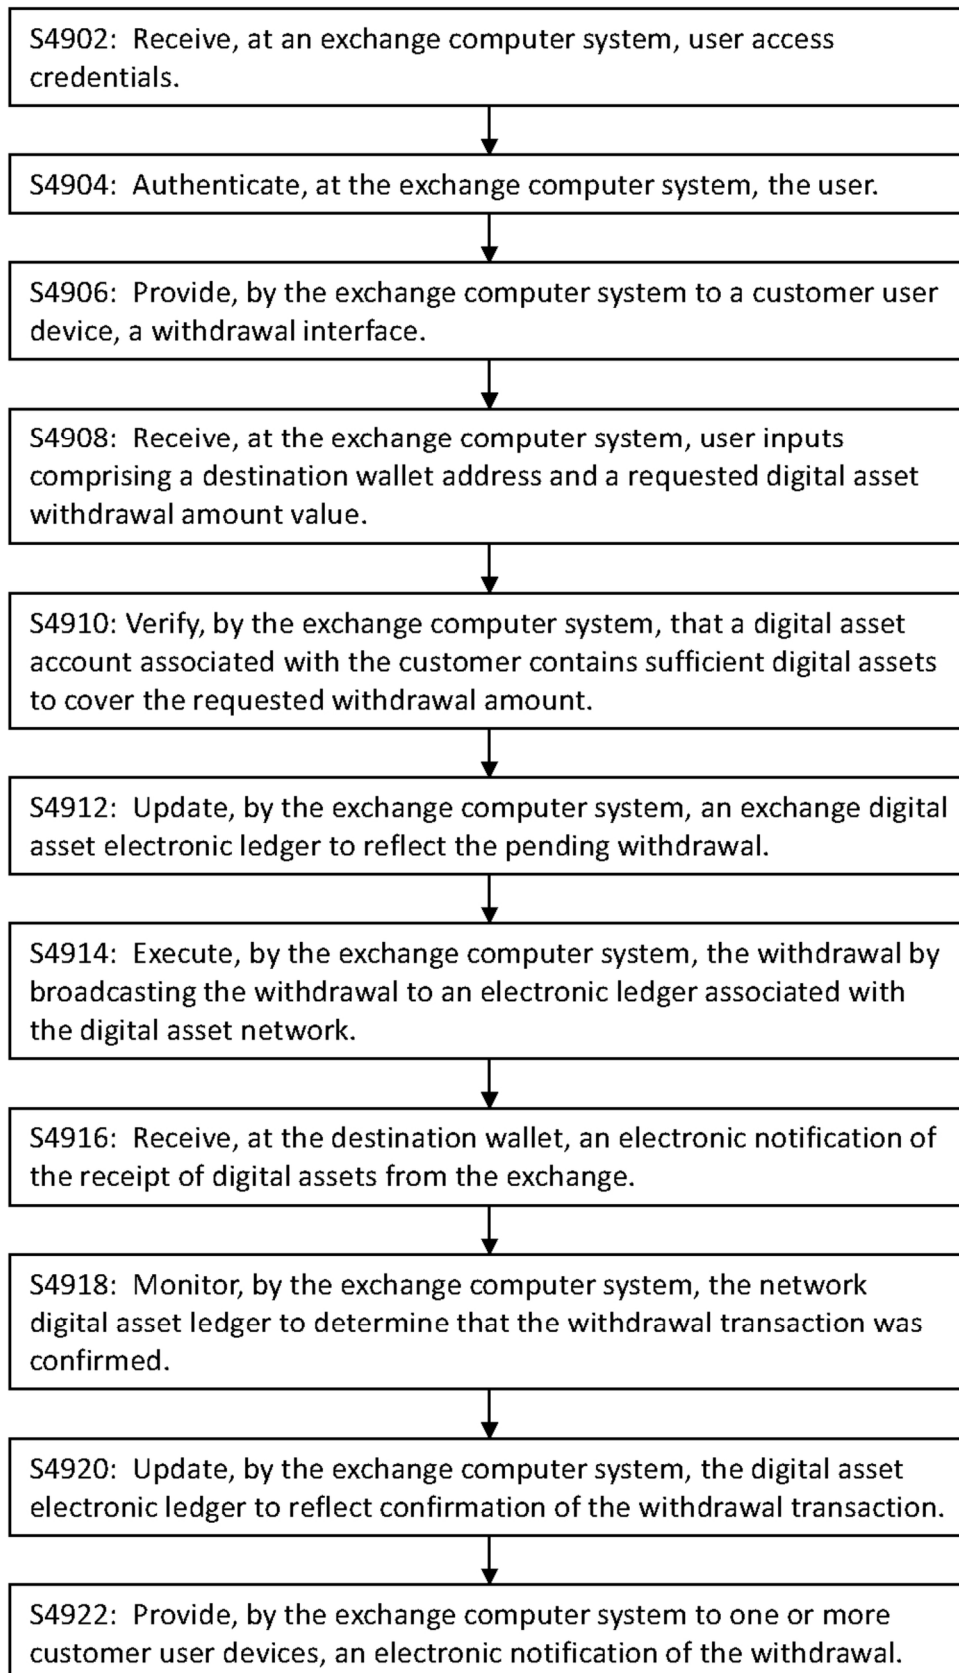 S4902:  Receive, at an exchange computer system, user access
credentials.
S4904:  Authenticate, at the exchange computer system, the user.
S4906:  Provide, by the exchange computer system to a customer user
device, a withdrawal interface.
S4908:  Receive, at the exchange computer system, user inputs
comprising a destination wallet address and a requested digital asset
withdrawal amount value.
S4910: Verify, by the exchange computer system, that a digital asset
account associated with the customer contains sufficient digital assets
to cover the requested withdrawal amount.
S4912:  Update, by the exchange computer system, an exchange digital
asset electronic ledger to reflect the pending withdrawal.
S4914:  Execute, by the exchange computer system, the withdrawal by
broadcasting the withdrawal to an electronic ledger associated with
the digital asset network.
S4916:  Receive, at the destination wallet, an electronic notification of
the receipt of digital assets from the exchange.
S4918:  Monitor, by the exchange computer system, the network
digital asset ledger to determine that the withdrawal transaction was
confirmed.
S4920:  Update, by the exchange computer system, the digital asset
electronic ledger to reflect confirmation of the withdrawal transaction.
S4922:  Provide, by the exchange computer system to one or more
customer user devices, an electronic notification of the withdrawal.